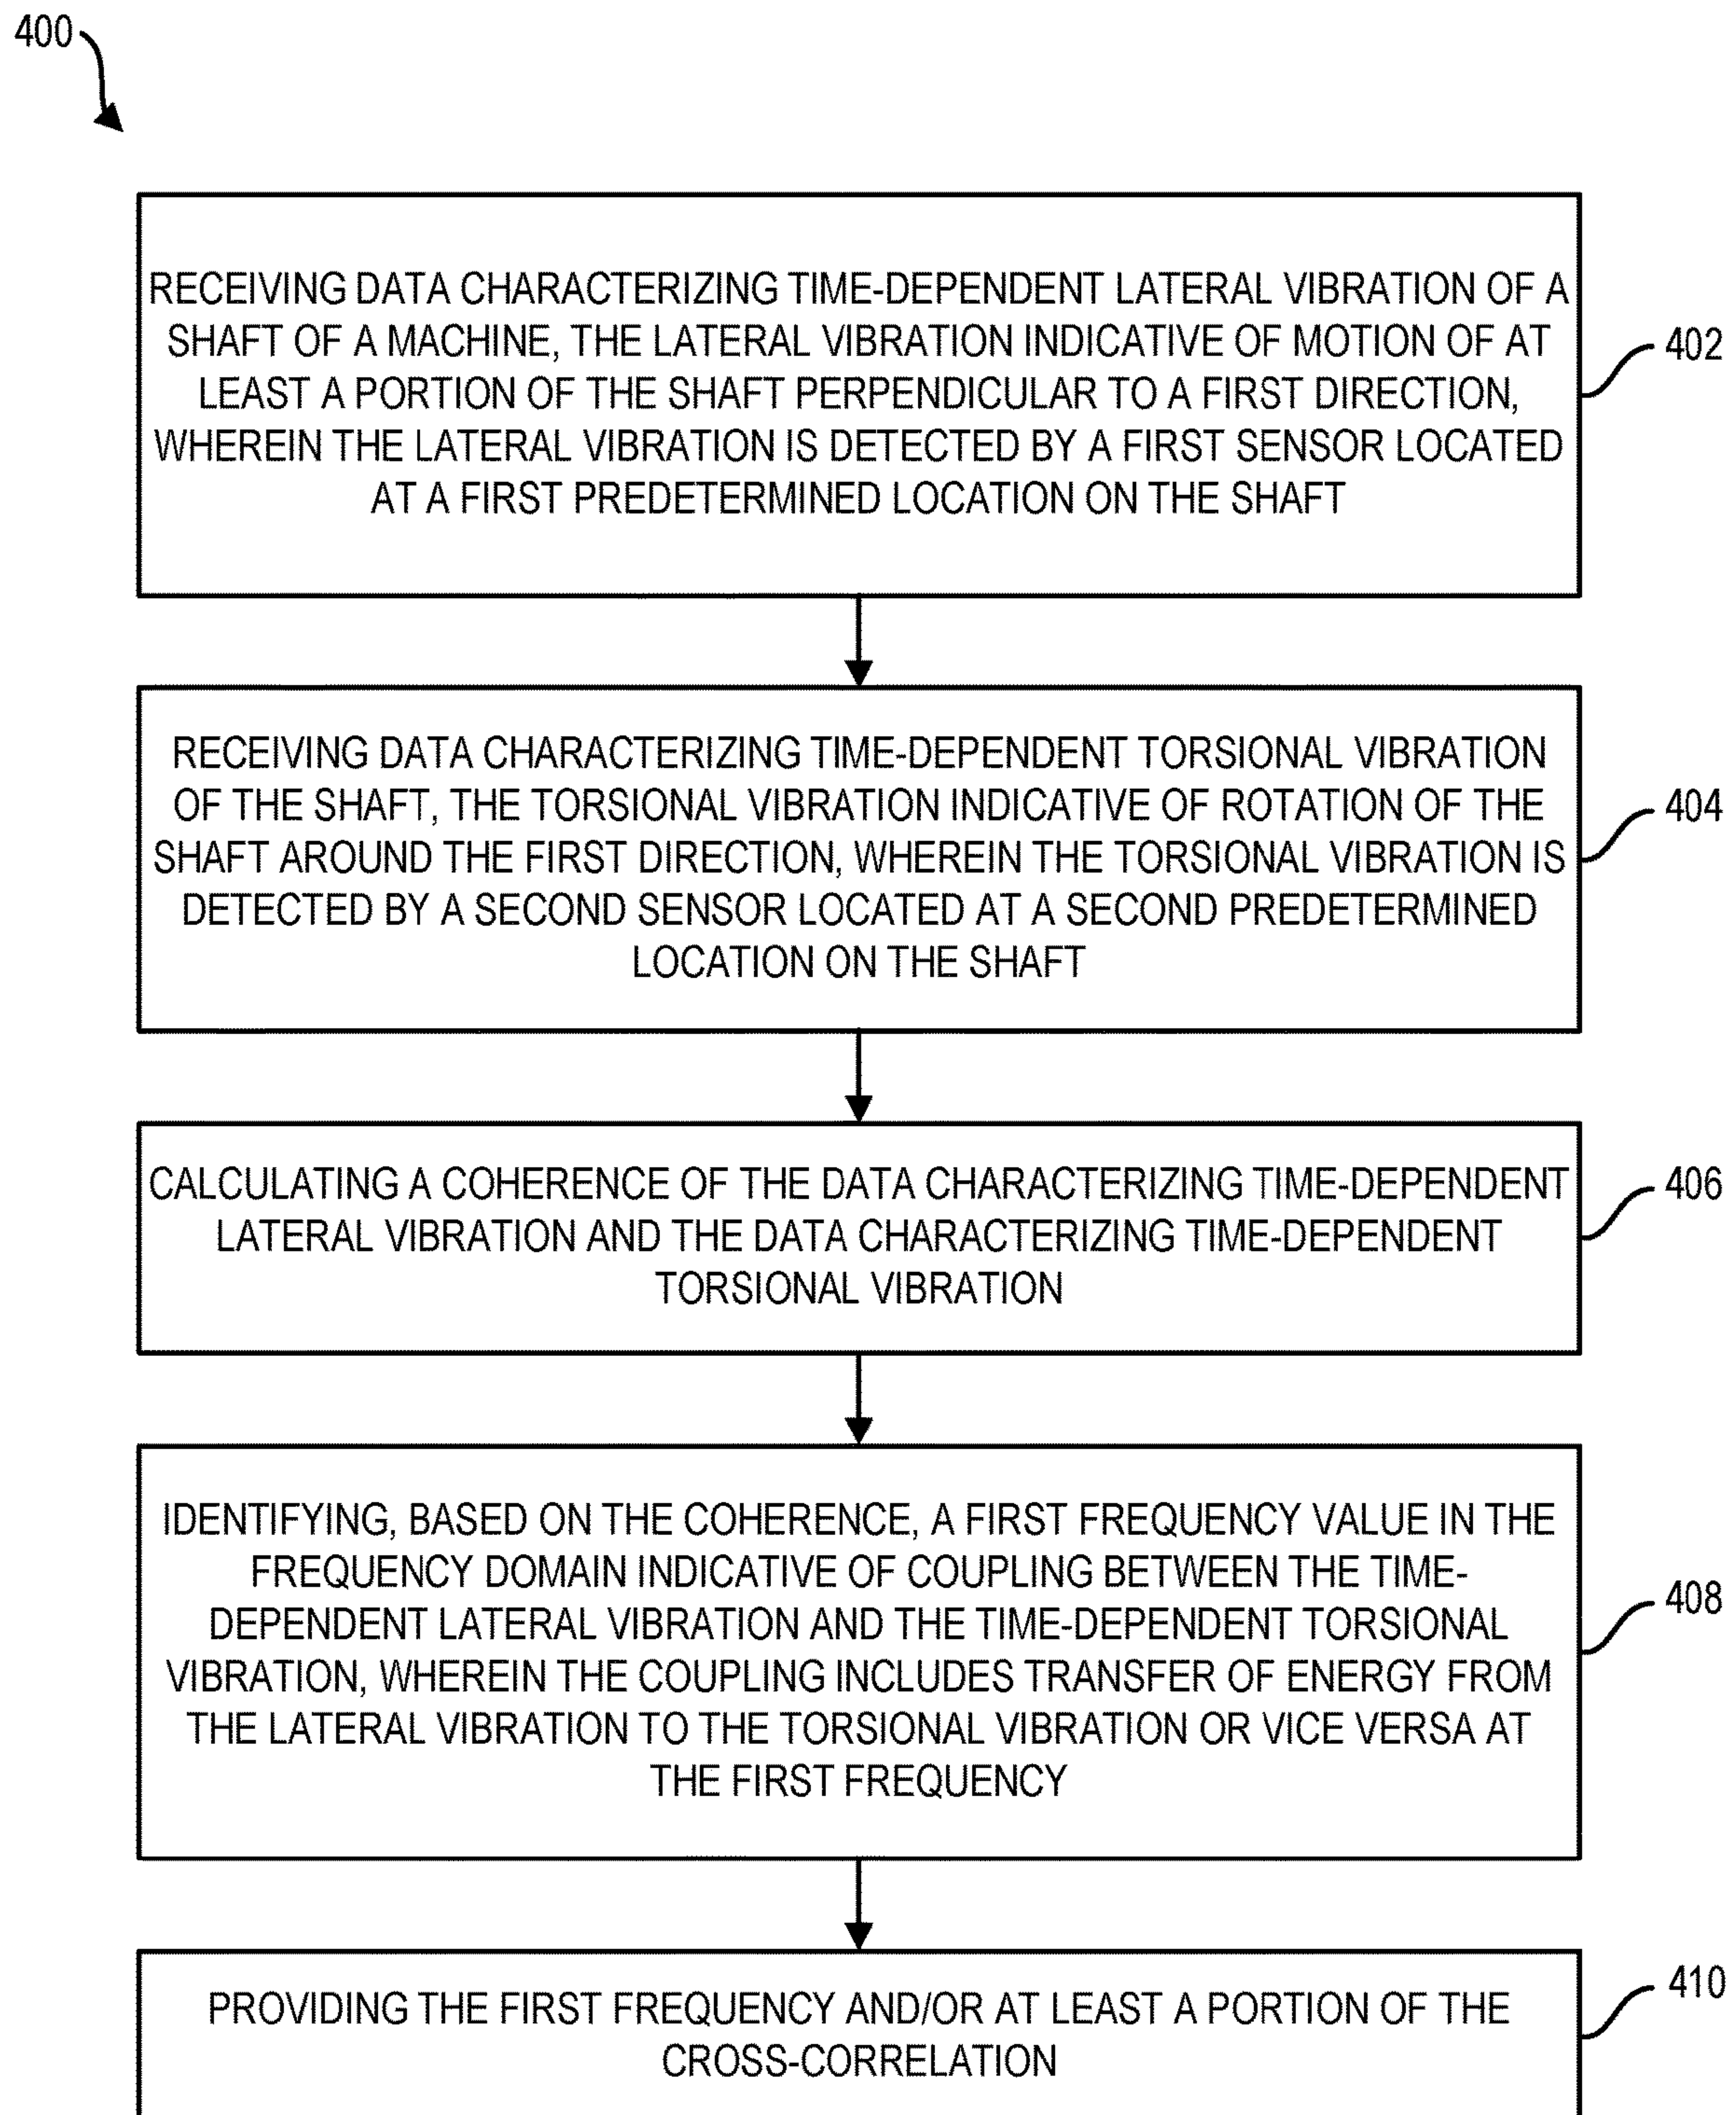 400
RECEIVING DATA CHARACTERIZING TIME-DEPENDENT LATERAL VIBRATION OF A
SHAFT OF A MACHINE, THE LATERAL VIBRATION INDICATIVE OF MOTION OF AT
LEAST A PORTION OF THE SHAFT PERPENDICULAR TO A FIRST DIRECTION,
WHEREIN THE LATERAL VIBRATION IS DETECTED BY A FIRST SENSOR LOCATED
AT A FIRST PREDETERMINED LOCATION ON THE SHAFT
402
RECEIVING DATA CHARACTERIZING TIME-DEPENDENT TORSIONAL VIBRATION
OF THE SHAFT, THE TORSIONAL VIBRATION INDICATIVE OF ROTATION OF THE
SHAFT AROUND THE FIRST DIRECTION, WHEREIN THE TORSIONAL VIBRATION IS
DETECTED BY A SECOND SENSOR LOCATED AT A SECOND PREDETERMINED
LOCATION ON THE SHAFT
404
CALCULATING A COHERENCE OF THE DATA CHARACTERIZING TIME-DEPENDENT
LATERAL VIBRATION AND THE DATA CHARACTERIZING TIME-DEPENDENT
TORSIONAL VIBRATION
406
IDENTIFYING, BASED ON THE COHERENCE, A FIRST FREQUENCY VALUE IN THE
FREQUENCY DOMAIN INDICATIVE OF COUPLING BETWEEN THE TIME-
DEPENDENT LATERAL VIBRATION AND THE TIME-DEPENDENT TORSIONAL
VIBRATION, WHEREIN THE COUPLING INCLUDES TRANSFER OF ENERGY FROM
THE LATERAL VIBRATION TO THE TORSIONAL VIBRATION OR VICE VERSA AT
THE FIRST FREQUENCY
408
PROVIDING THE FIRST FREQUENCY AND/OR AT LEAST A PORTION OF THE
CROSS-CORRELATION
410